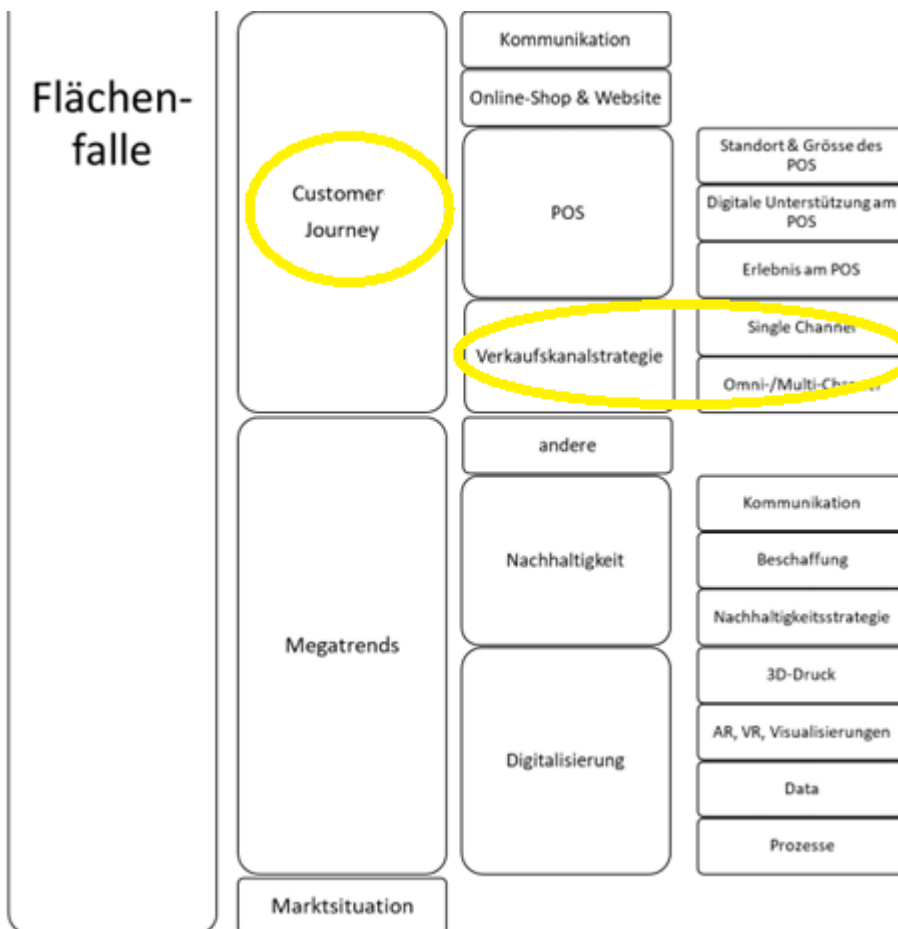 Flächen-
falle
Customer
Journey
Kommunikation
Online-Shop & Website
POS
Standort & Grösse des
POS
Digitale Unterstützung am
POS
Erlebnis am POS
Verkaufskanalstrategie
Single Channel
Omni-/Multi-Channel
Megatrends
andere
Nachhaltigkeit
Kommunikation
Beschaffung
Nachhaltigkeitsstrategie
Digitalisierung
3D-Druck
AR, VR, Visualisierungen
Data
Prozesse
Marktsituation